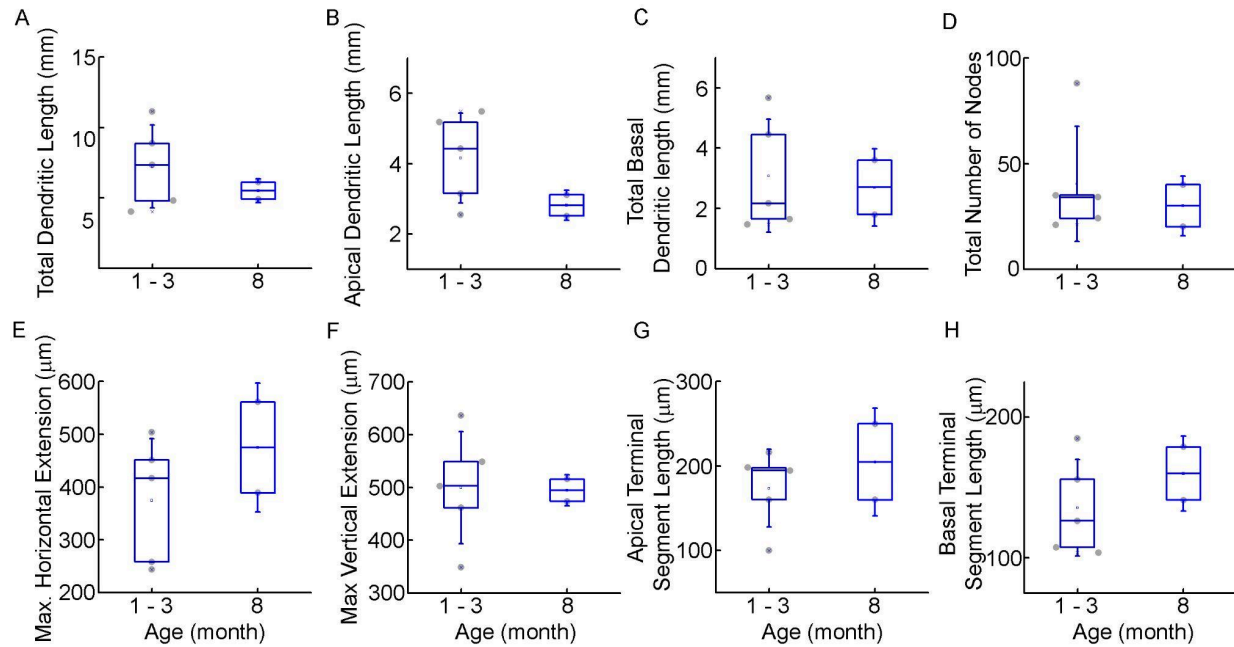 A
Total Dendritic Length (mm)
15
10
5
1 - 3
8
B
Apical Dendritic Length (mm)
6
4
2
1 - 3
8
C
Total Basal
Dendritic length (mm)
6
4
2
0
1 - 3
8
D
Total Number of Nodes
100
50
0
1 - 3
8
E
Max. Horizontal Extension (μm)
600
500
400
300
200
1 - 3
8
Age (month)
F
Max Vertical Extension (μm)
700
600
500
400
300
1 - 3
8
Age (month)
G
Apical Terminal
Segment Length (μm)
300
200
100
1 - 3
8
Age (month)
H
Basal Terminal
Segment Length (μm)
200
100
1 - 3
8
Age (month)